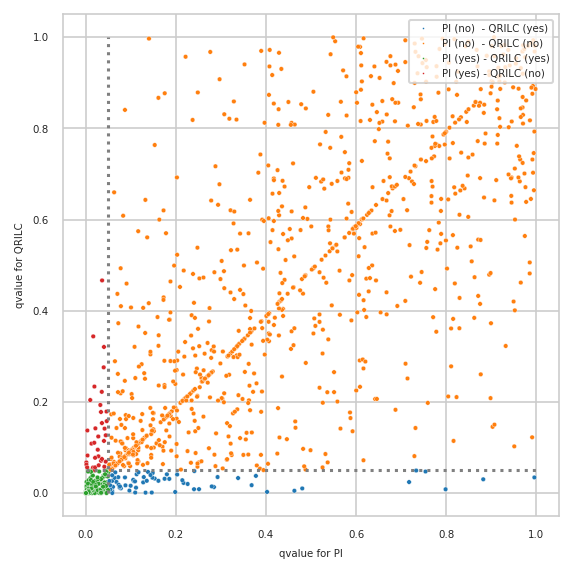 PI (no)  - QRILC (yes)
PI (no)  - QRILC (no)
PI (yes) - QRILC (yes)
PI (yes) - QRILC (no)
qvalue for QRILC
1.0
0.8
0.6
0.4
0.2
0.0
0.0 0.2 0.4 0.6 0.8 1.0
qvalue for PI